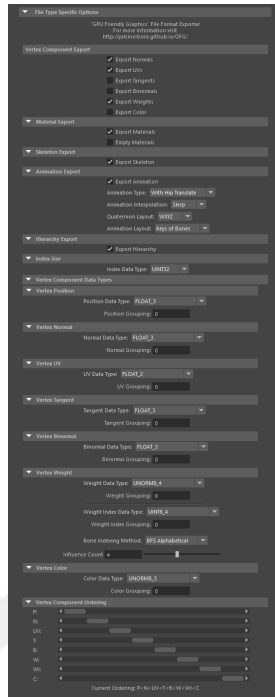 File Type Specific Options
"GPU Friendly Graphics" File Format Exporter
For more information visit
http://yalcinerbora.github.io/GFG/
Vertex Component Export
Export Normals
Export UVs
Export Tangents
Export Binormals
Export Weights
Export Color
Material Export
Export Materials
Empty Materials
Skeleton Export
Export Skeleton
Animation Export
Export Animation
Animation Type: With Hip Translate
Animation Interpolation: Slerp
Quaternion Layout: WXYZ
Animation Layout: Keys of Bones
Hierarchy Export
Export Hierarchy
Index Size
Index Data Type: UINT32
Vertex Component Data Types
Vertex Position
Position Data Type: FLOAT_3
Position Grouping: 0
Vertex Normal
Normal Data Type: FLOAT_3
Normal Grouping: 0
Vertex UV
UV Data Type: FLOAT_2
UV Grouping: 0
Vertex Tangent
Tangent Data Type: FLOAT_3
Tangent Grouping: 0
Vertex Binormal
Binormal Data Type: FLOAT_3
Binormal Grouping: 0
Vertex Weight
Weight Data Type: UNORM8_4
Weight Grouping: 0
Weight Index Data Type: UINT8_4
Weight Index Grouping: 0
Bone Indexing Method: BFS Alphabetical
Influence Count 4
Vertex Color
Color Data Type: UNORM8_3
Color Grouping: 0
Vertex Component Ordering
P:
N:
UV:
T:
B:
W:
WI:
C:
Current Ordering: P<N<UV<T<B<W<WI<C